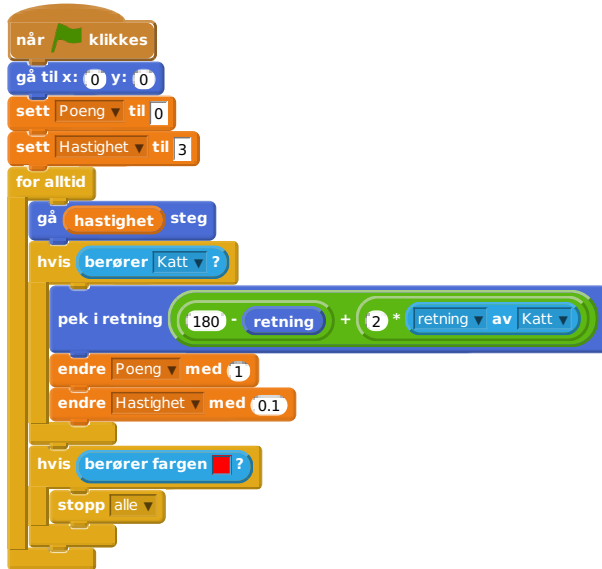 når klikkes
gå til x: 0 y: 0
sett Poeng til 0
sett Hastighet til 3
for alltid
gå hastighet steg
hvis berører Katt ?
pek i retning 180 - retning + 2 * retning av Katt
endre Poeng med 1
endre Hastighet med 0.1
hvis berører fargen ?
stopp alle